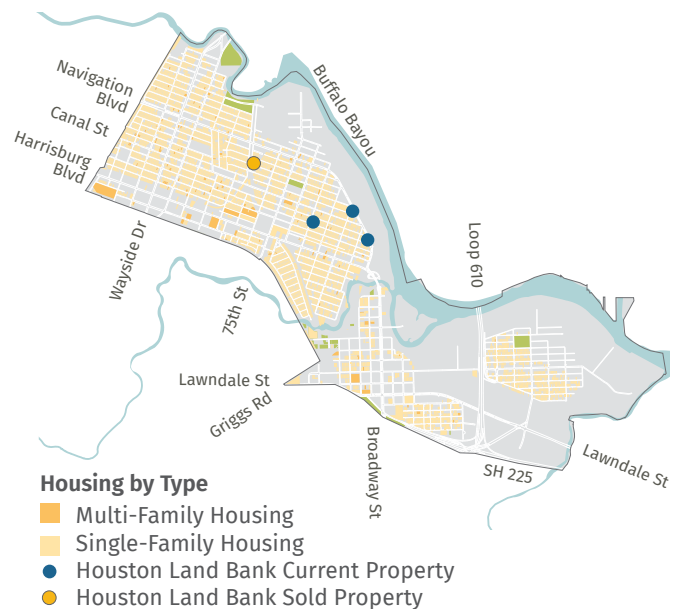 Navigation
Blvd
Canal St
Harrisburg
Blvd
Buffalo Bayou
Wayside Dr
75th St
Loop 610
Lawndale St
Griggs Rd
Broadway St
SH 225
Lawndale St
Housing by Type
Multi-Family Housing
Single-Family Housing
Houston Land Bank Current Property
Houston Land Bank Sold Property